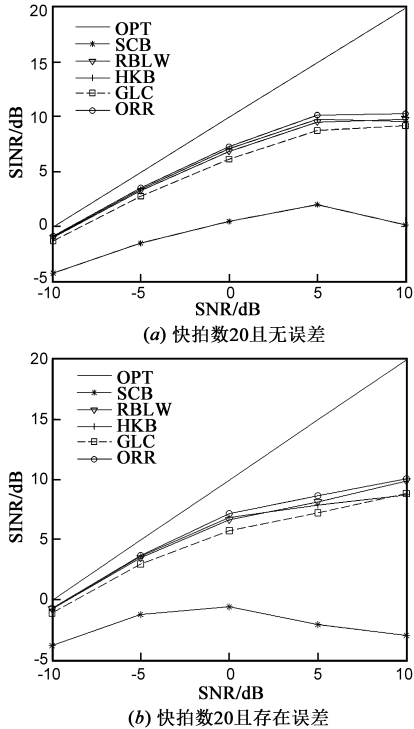 20
15
10
5
0
-5
SINR/dB
OPT
SCB
RBLW
HKB
GLC
ORR
-10 -5 0 5 10
SNR/dB
(a) 快拍数20且无误差
20
15
10
5
0
-5
SINR/dB
OPT
SCB
RBLW
HKB
GLC
ORR
-10 -5 0 5 10
SNR/dB
(b) 快拍数20且存在误差